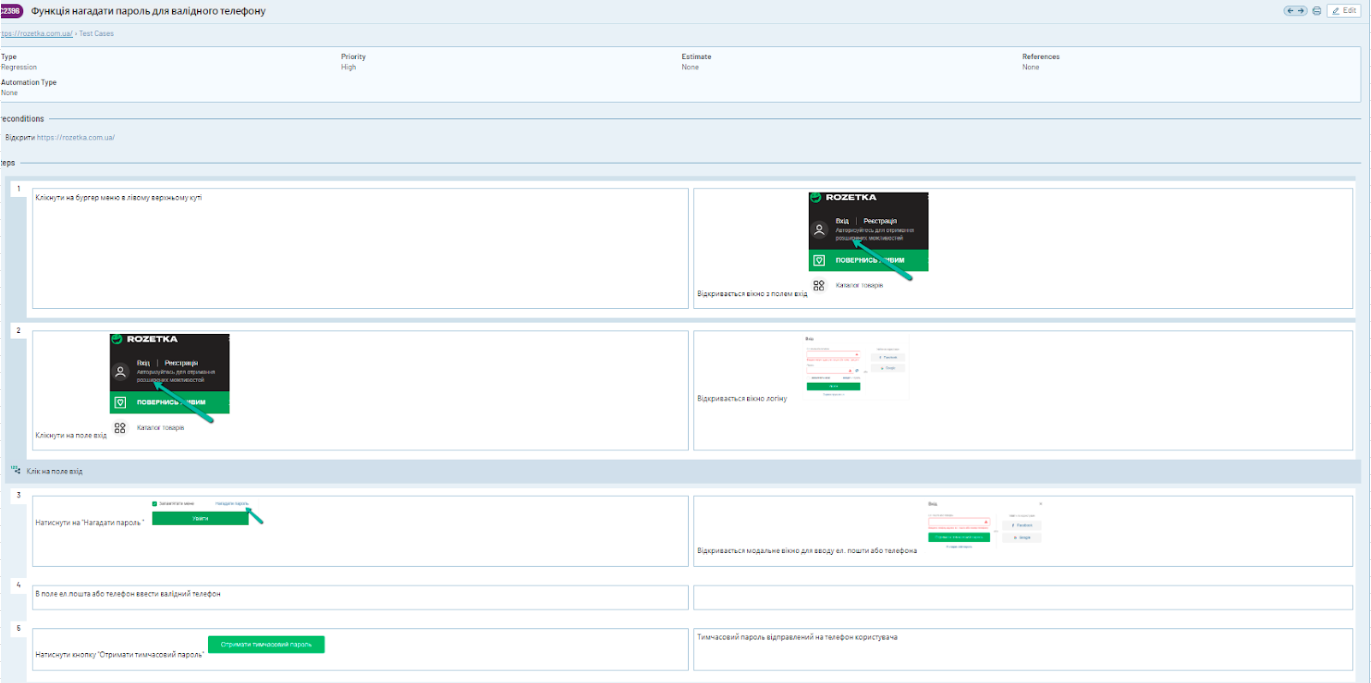 C2386 Функція нагадати пароль для валідного телефону
Edit
tps://rozetka.com.ua/ › Test Cases
Type
Regression
Priority
High
Estimate
None
References
None
Automation Type
None
reconditions
Відкрити https://rozetka.com.ua/
teps
1
Клікнути на бургер меню в лівому верхньому куті
ROZETKA
Вхід | Реєстрація
Авторизуйтесь для отримання
розширених можливостей
ПОВЕРНИСЬ ЖИВИМ
Каталог товарів
Відкривається вікно з полем вхід
2
ROZETKA
Вхід | Реєстрація
Авторизуйтесь для отримання
розширених можливостей
ПОВЕРНИСЬ ЖИВИМ
Каталог товарів
Клікнути на поле вхід
Вхід
Відкривається вікно логіну
Клік на поле вхід
3
Запам'ятати мене Нагадати пароль
Увійти
Натиснути на "Нагадати пароль "
Вхід
Facebook
Google
Відкривається модальне вікно для вводу ел. пошти або телефона
4
В поле ел.пошта або телефон ввести валідний телефон
5
Отримати тимчасовий пароль
Натиснути кнопку "Отримати тимчасовий пароль"
Тимчасовий пароль відправлений на телефон користувача